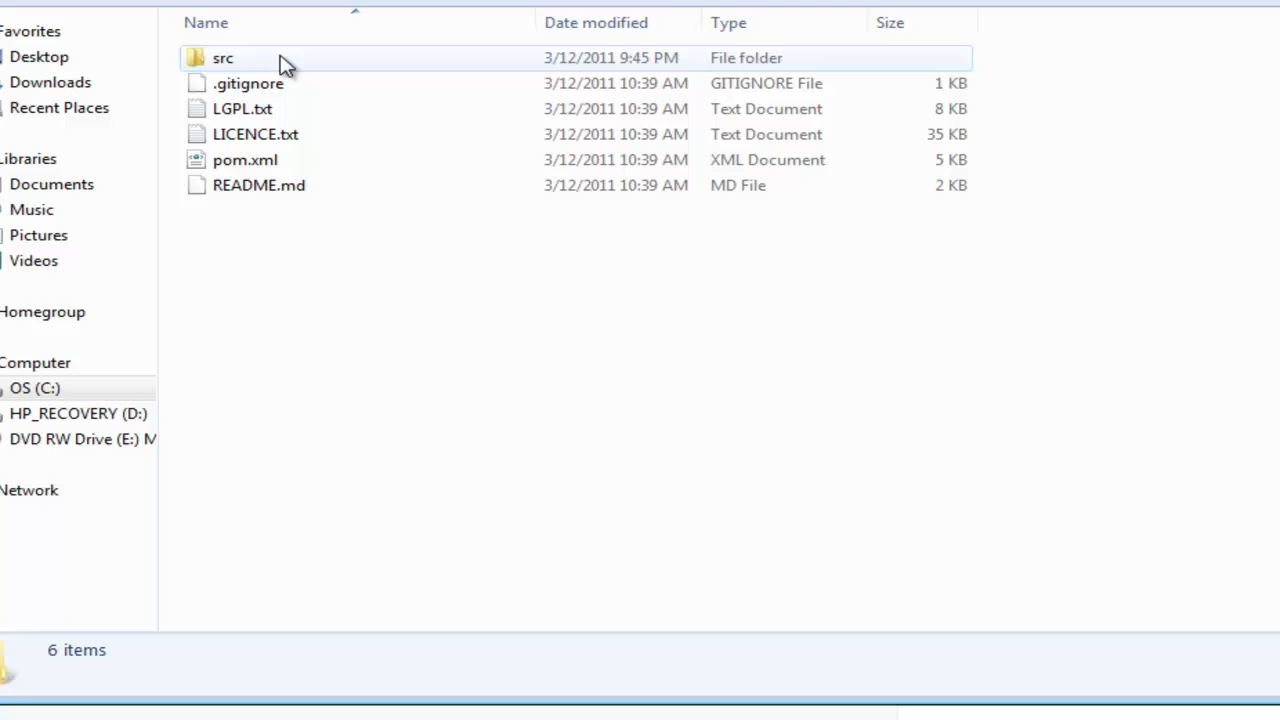 Name Date modified Type Size
Favorites
Desktop
Downloads
Recent Places
Libraries
Documents
Music
Pictures
Videos
Homegroup
Computer
OS (C:)
HP_RECOVERY (D:)
DVD RW Drive (E:) M
Network
src 3/12/2011 9:45 PM File folder
.gitignore 3/12/2011 10:39 AM GITIGNORE File 1 KB
LGPL.txt 3/12/2011 10:39 AM Text Document 8 KB
LICENCE.txt 3/12/2011 10:39 AM Text Document 35 KB
pom.xml 3/12/2011 10:39 AM XML Document 5 KB
README.md 3/12/2011 10:39 AM MD File 2 KB
6 items